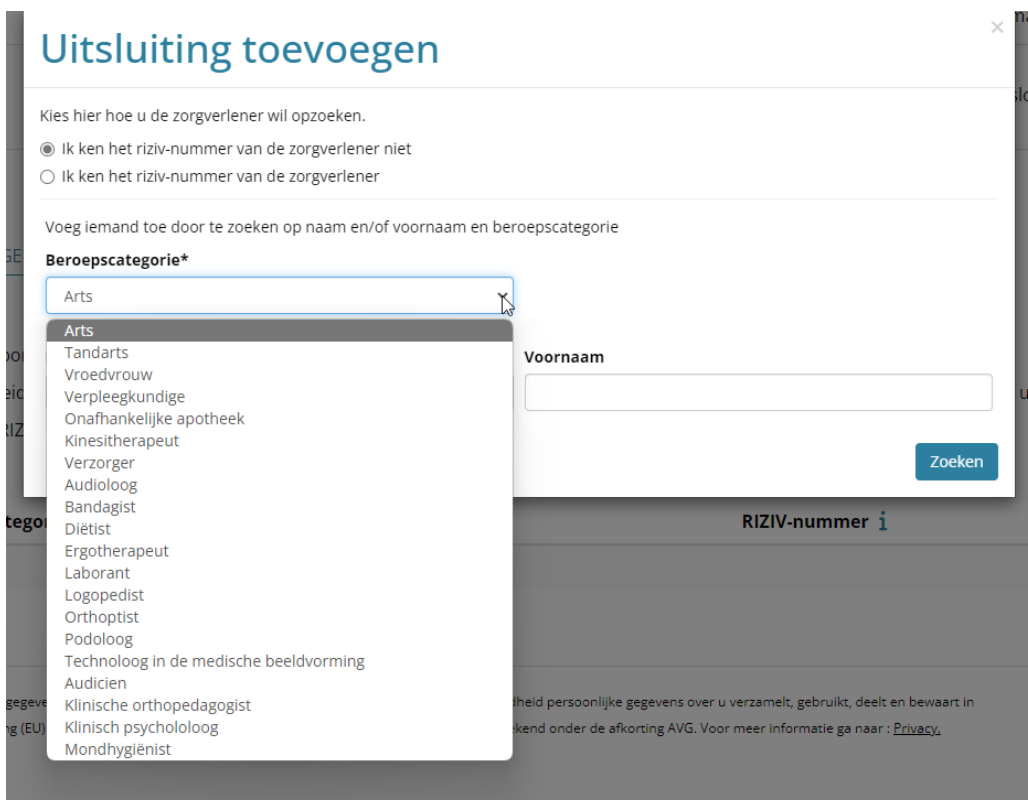 Uitsluiting toevoegen
×
Kies hier hoe u de zorgverlener wil opzoeken.
Ik ken het riziv-nummer van de zorgverlener niet
Ik ken het riziv-nummer van de zorgverlener
Voeg iemand toe door te zoeken op naam en/of voornaam en beroepscategorie
Beroepscategorie*
Arts
Arts
Tandarts
Vroedvrouw
Verpleegkundige
Onafhankelijke apotheek
Kinesitherapeut
Verzorger
Audioloog
Bandagist
Diëtist
Ergotherapeut
Laborant
Logopedist
Orthoptist
Podoloog
Technoloog in de medische beeldvorming
Audicien
Klinische orthopedagogist
Klinisch psychololoog
Mondhygiënist
Voornaam
Zoeken
RIZIV-nummer i
persoonlijke gegevens over u verzamelt, gebruikt, deelt en bewaart in
ng (EU)
onder de afkorting AVG. Voor meer informatie ga naar : Privacy.